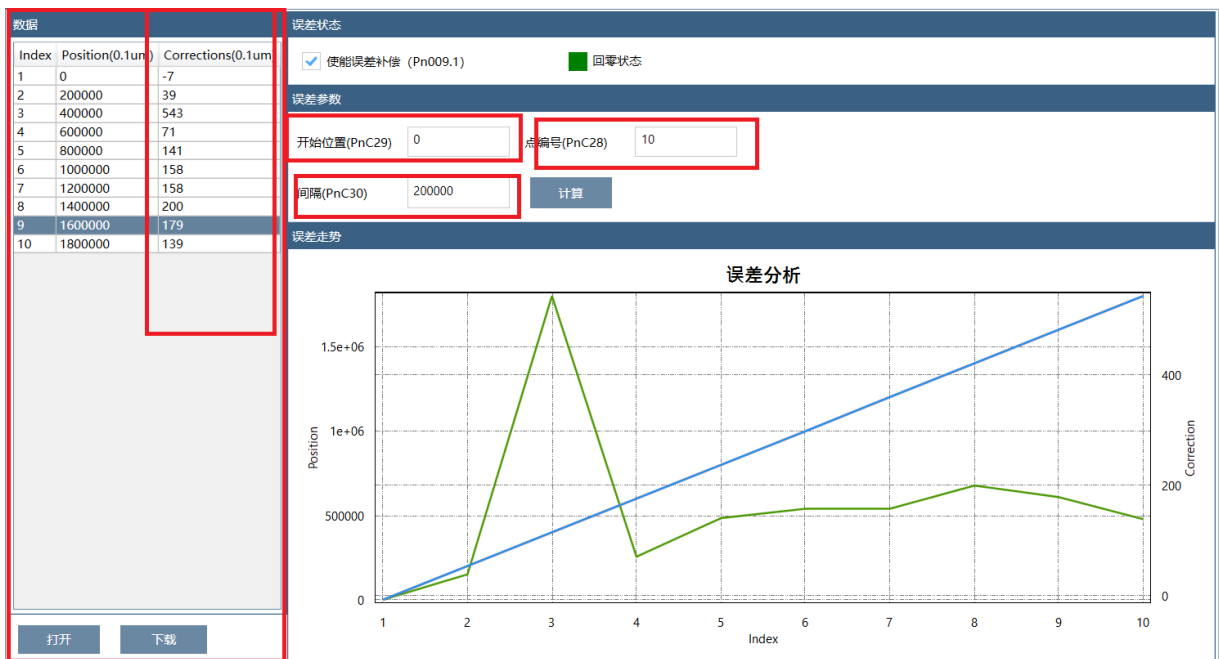 数据
Index Position(0.1um) Corrections(0.1um
1 0 -7
2 200000 39
3 400000 543
4 600000 71
5 800000 141
6 1000000 158
7 1200000 158
8 1400000 200
9 1600000 179
10 1800000 139
打开 下载
误差状态
使能误差补偿（Pn009.1） 回零状态
误差参数
开始位置(PnC29) 0 点编号(PnC28) 10
间隔(PnC30) 200000 计算
误差走势
误差分析
1.5e+06
1e+06
500000
0
Position
400
200
0
Correction
1 2 3 4 5 6 7 8 9 10
Index